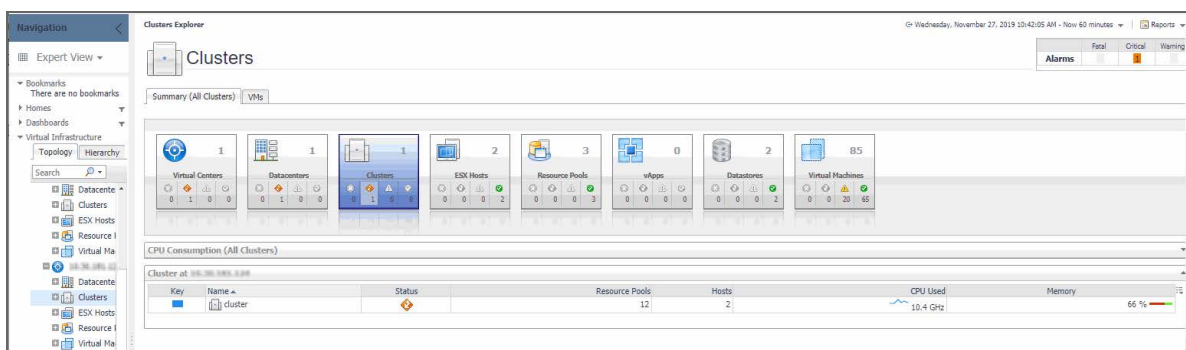 Navigation
Clusters Explorer
Wednesday, November 27, 2019 10:42:05 AM - Now 60 minutes
Reports
Expert View
Clusters
Alarms
Fatal
Critical
Warning
1
Bookmarks
There are no bookmarks
Homes
Dashboards
Virtual Infrastructure
Topology
Hierarchy
Search
Datacente
Clusters
ESX Hosts
Resource
Virtual Ma
Datacente
Clusters
ESX Hosts
Resource
Virtual Ma
Summary (All Clusters)
VMs
1
Virtual Centers
0 1 0 0
1
Datacenters
0 1 0 0
1
Clusters
0 1 0 0
2
ESX Hosts
0 0 0 2
3
Resource Pools
0 0 0 3
0
vApps
0 0 0 0
2
Datastores
0 0 0 2
85
Virtual Machines
0 0 20 65
CPU Consumption (All Clusters)
Cluster at
Key Name Status Resource Pools Hosts CPU Used Memory
cluster 12 2 10.4 GHz 66 %